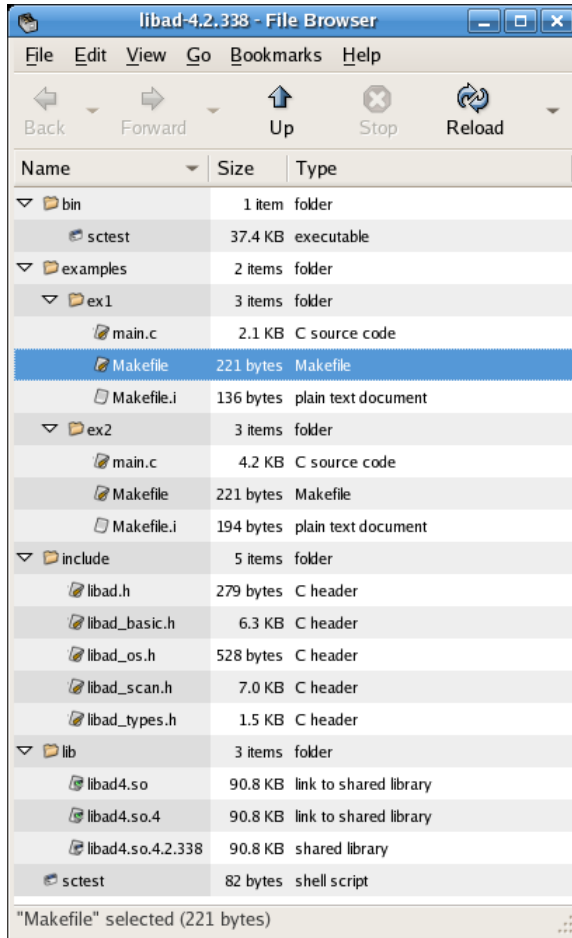 libad-4.2.338 - File Browser
File Edit View Go Bookmarks Help
Back Forward Up Stop Reload
Name Size Type
bin 1 item folder
sctest 37.4 KB executable
examples 2 items folder
ex1 3 items folder
main.c 2.1 KB C source code
Makefile 221 bytes Makefile
Makefile.i 136 bytes plain text document
ex2 3 items folder
main.c 4.2 KB C source code
Makefile 221 bytes Makefile
Makefile.i 194 bytes plain text document
include 5 items folder
libad.h 279 bytes C header
libad_basic.h 6.3 KB C header
libad_os.h 528 bytes C header
libad_scan.h 7.0 KB C header
libad_types.h 1.5 KB C header
lib 3 items folder
libad4.so 90.8 KB link to shared library
libad4.so.4 90.8 KB link to shared library
libad4.so.4.2.338 90.8 KB shared library
sctest 82 bytes shell script
"Makefile" selected (221 bytes)